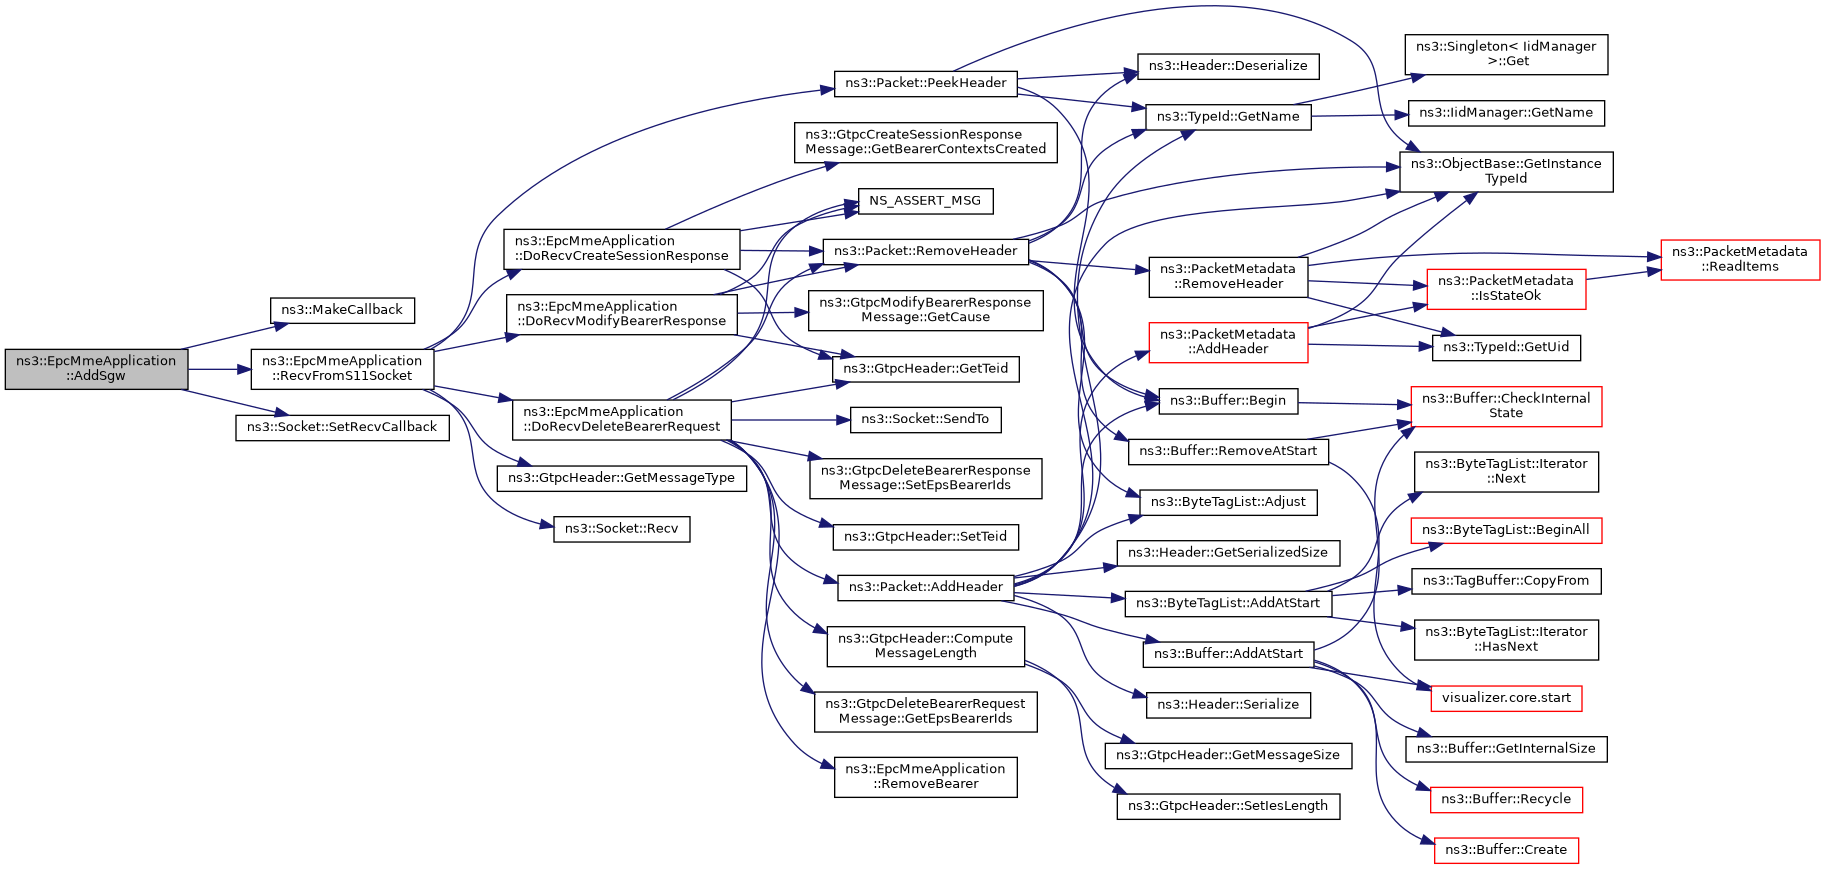 ns3::EpcMmeApplication
::AddSgw
ns3::MakeCallback
ns3::EpcMmeApplication
::RecvFromS11Socket
ns3::Socket::SetRecvCallback
ns3::EpcMmeApplication
::DoRecvCreateSessionResponse
ns3::EpcMmeApplication
::DoRecvModifyBearerResponse
ns3::EpcMmeApplication
::DoRecvDeleteBearerRequest
ns3::GtpcHeader::GetMessageType
ns3::Socket::Recv
ns3::Packet::PeekHeader
ns3::GtpcCreateSessionResponse
Message::GetBearerContextsCreated
NS_ASSERT_MSG
ns3::Packet::RemoveHeader
ns3::GtpcModifyBearerResponse
Message::GetCause
ns3::GtpcHeader::GetTeid
ns3::Socket::SendTo
ns3::GtpcDeleteBearerResponse
Message::SetEpsBearerIds
ns3::GtpcHeader::SetTeid
ns3::Packet::AddHeader
ns3::GtpcHeader::Compute
MessageLength
ns3::GtpcDeleteBearerRequest
Message::GetEpsBearerIds
ns3::EpcMmeApplication
::RemoveBearer
ns3::Header::Deserialize
ns3::TypeId::GetName
ns3::PacketMetadata
::RemoveHeader
ns3::PacketMetadata
::AddHeader
ns3::Buffer::Begin
ns3::Buffer::RemoveAtStart
ns3::ByteTagList::Adjust
ns3::Header::GetSerializedSize
ns3::ByteTagList::AddAtStart
ns3::Buffer::AddAtStart
ns3::Header::Serialize
ns3::GtpcHeader::GetMessageSize
ns3::GtpcHeader::SetIesLength
ns3::Singleton< IidManager
>::Get
ns3::IidManager::GetName
ns3::ObjectBase::GetInstance
TypeId
ns3::PacketMetadata
::IsStateOk
ns3::TypeId::GetUid
ns3::Buffer::CheckInternal
State
ns3::ByteTagList::Iterator
::Next
ns3::ByteTagList::BeginAll
ns3::TagBuffer::CopyFrom
ns3::ByteTagList::Iterator
::HasNext
visualizer.core.start
ns3::Buffer::GetInternalSize
ns3::Buffer::Recycle
ns3::Buffer::Create
ns3::PacketMetadata
::ReadItems